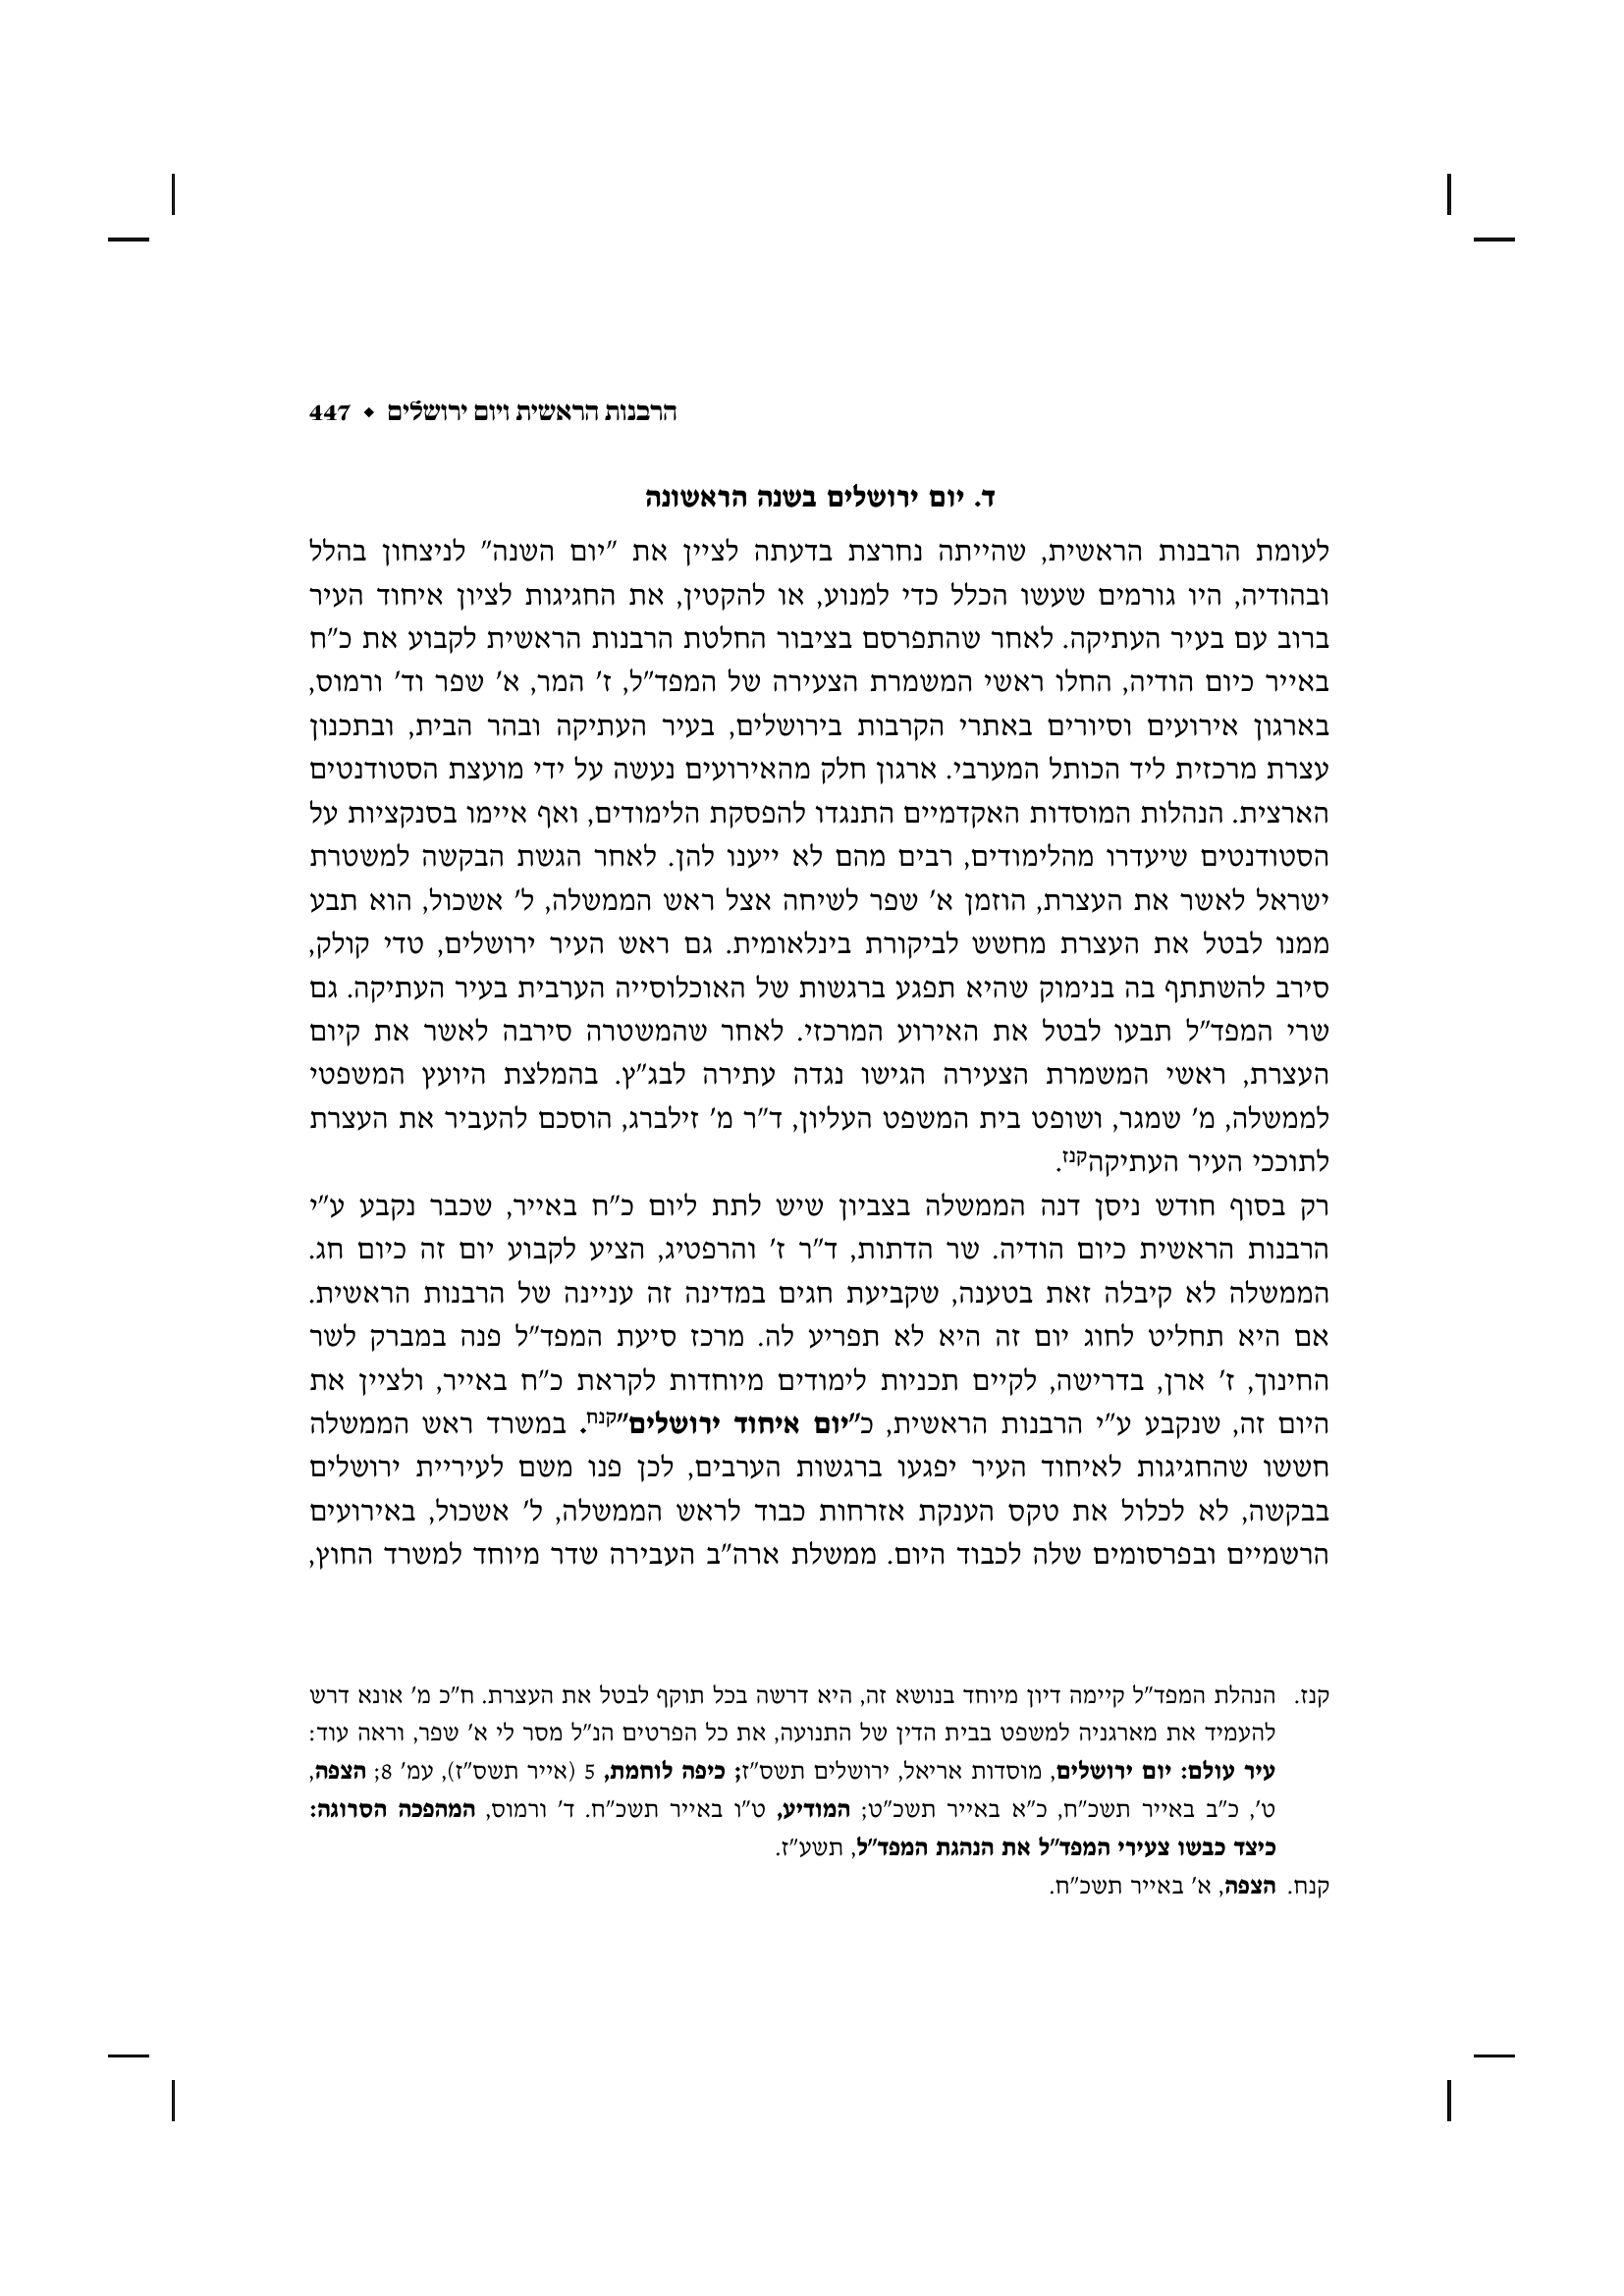 הרבנות הראשית ויום ירושלים ◆ 447
ד. יום ירושלים בשנה הראשונה
לעומת הרבנות הראשית, שהייתה נחרצת בדעתה לציין את "יום השנה" לניצחון בהלל
ובהודיה, היו גורמים שעשו הכלל כדי למנוע, או להקטין, את החגיגות לציון איחוד העיר
ברוב עם בעיר העתיקה. לאחר שהתפרסם בציבור החלטת הרבנות הראשית לקבוע את כ"ח
באייר כיום הודיה, החלו ראשי המשמרת הצעירה של המפד"ל, ז' המר, א' שפר וד' ורמוס,
בארגון אירועים וסיורים באתרי הקרבות בירושלים, בעיר העתיקה ובהר הבית, ובתכנון
עצרת מרכזית ליד הכותל המערבי. ארגון חלק מהאירועים נעשה על ידי מועצת הסטודנטים
הארצית. הנהלות המוסדות האקדמיים התנגדו להפסקת הלימודים, ואף איימו בסנקציות על
הסטודנטים שיעדרו מהלימודים, רבים מהם לא ייענו להן. לאחר הגשת הבקשה למשטרת
ישראל לאשר את העצרת, הוזמן א' שפר לשיחה אצל ראש הממשלה, ל' אשכול, הוא תבע
ממנו לבטל את העצרת מחשש לביקורת בינלאומית. גם ראש העיר ירושלים, טדי קולק,
סירב להשתתף בה בנימוק שהיא תפגע ברגשות של האוכלוסייה הערבית בעיר העתיקה. גם
שרי המפד"ל תבעו לבטל את האירוע המרכזי. לאחר שהמשטרה סירבה לאשר את קיום
העצרת, ראשי המשמרת הצעירה הגישו נגדה עתירה לבג"ץ. בהמלצת היועץ המשפטי
לממשלה, מ' שמגר, ושופט בית המשפט העליון, ד"ר מ' זילברג, הוסכם להעביר את העצרת
לתוככי העיר העתיקהקנז.
רק בסוף חודש ניסן דנה הממשלה בצביון שיש לתת ליום כ"ח באייר, שכבר נקבע ע"י
הרבנות הראשית כיום הודיה. שר הדתות, ד"ר ז' והרפטיג, הציע לקבוע יום זה כיום חג.
הממשלה לא קיבלה זאת בטענה, שקביעת חגים במדינה זה עניינה של הרבנות הראשית.
אם היא תחליט לחוג יום זה היא לא תפריע לה. מרכז סיעת המפד"ל פנה במברק לשר
החינוך, ז' ארן, בדרישה, לקיים תכניות לימודים מיוחדות לקראת כ"ח באייר, ולציין את
היום זה, שנקבע ע"י הרבנות הראשית, כ"יום איחוד ירושלים"קנח. במשרד ראש הממשלה
חששו שהחגיגות לאיחוד העיר יפגעו ברגשות הערבים, לכן פנו משם לעיריית ירושלים
בבקשה, לא לכלול את טקס הענקת אזרחות כבוד לראש הממשלה, ל' אשכול, באירועים
הרשמיים ובפרסומים שלה לכבוד היום. ממשלת ארה"ב העבירה שדר מיוחד למשרד החוץ,
קנז. הנהלת המפד"ל קיימה דיון מיוחד בנושא זה, היא דרשה בכל תוקף לבטל את העצרת. ח"כ מ' אונא דרש
להעמיד את מארגניה למשפט בבית הדין של התנועה, את כל הפרטים הנ"ל מסר לי א' שפר, וראה עוד:
עיר עולם: יום ירושלים, מוסדות אריאל, ירושלים תשס"ז; כיפה לוחמת, 5 (אייר תשס"ז), עמ' 8; הצפה,
ט', כ"ב באייר תשכ"ח, כ"א באייר תשכ"ט; המודיע, ט"ו באייר תשכ"ח. ד' ורמוס, המהפכה הסרוגה:
כיצד כבשו צעירי המפד"ל את הנהגת המפד"ל, תשע"ז.
קנח. הצפה, א' באייר תשכ"ח.